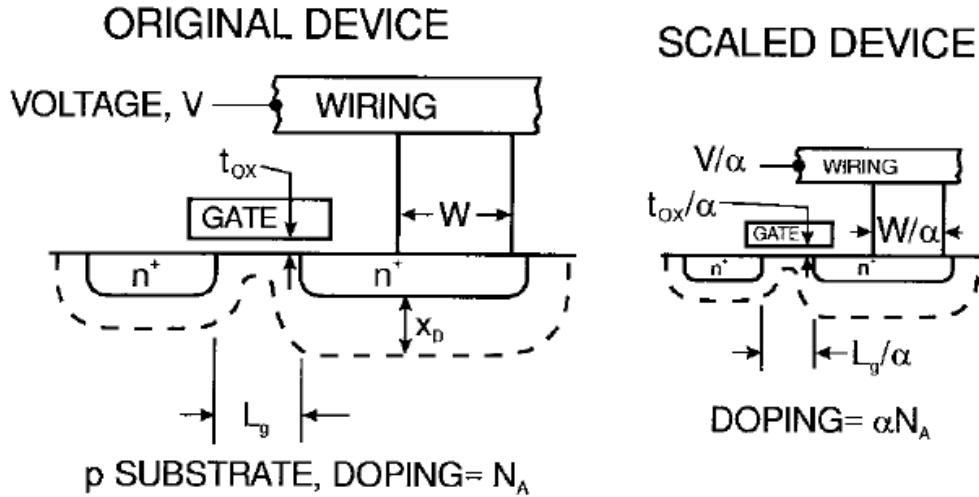 ORIGINAL DEVICE
VOLTAGE, V
WIRING
t_ox
GATE
W
n⁺
n⁺
x_D
L_g
p SUBSTRATE, DOPING= N_A
SCALED DEVICE
V/α
WIRING
t_ox/α
GATE
W/α
n⁺
n⁺
L_g/α
DOPING= αN_A